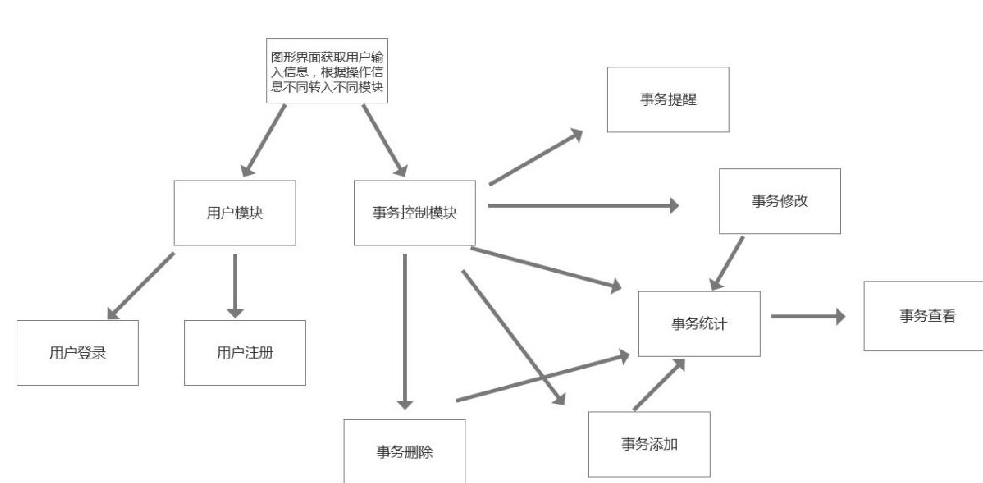 图形界面获取用户输
入信息，根据操作信
息不同转入不同模块
事务提醒
用户模块
事务控制模块
事务修改
用户登录
用户注册
事务统计
事务查看
事务删除
事务添加